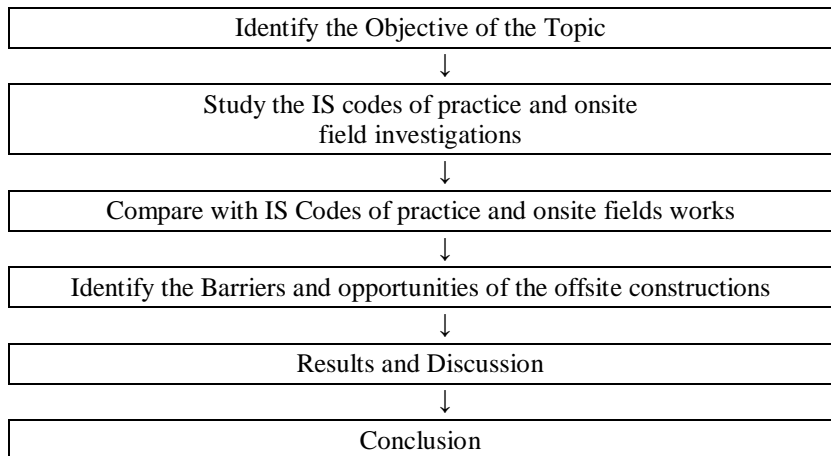 Identify the Objective of the Topic
↓
Study the IS codes of practice and onsite
field investigations
↓
Compare with IS Codes of practice and onsite fields works
↓
Identify the Barriers and opportunities of the offsite constructions
↓
Results and Discussion
↓
Conclusion